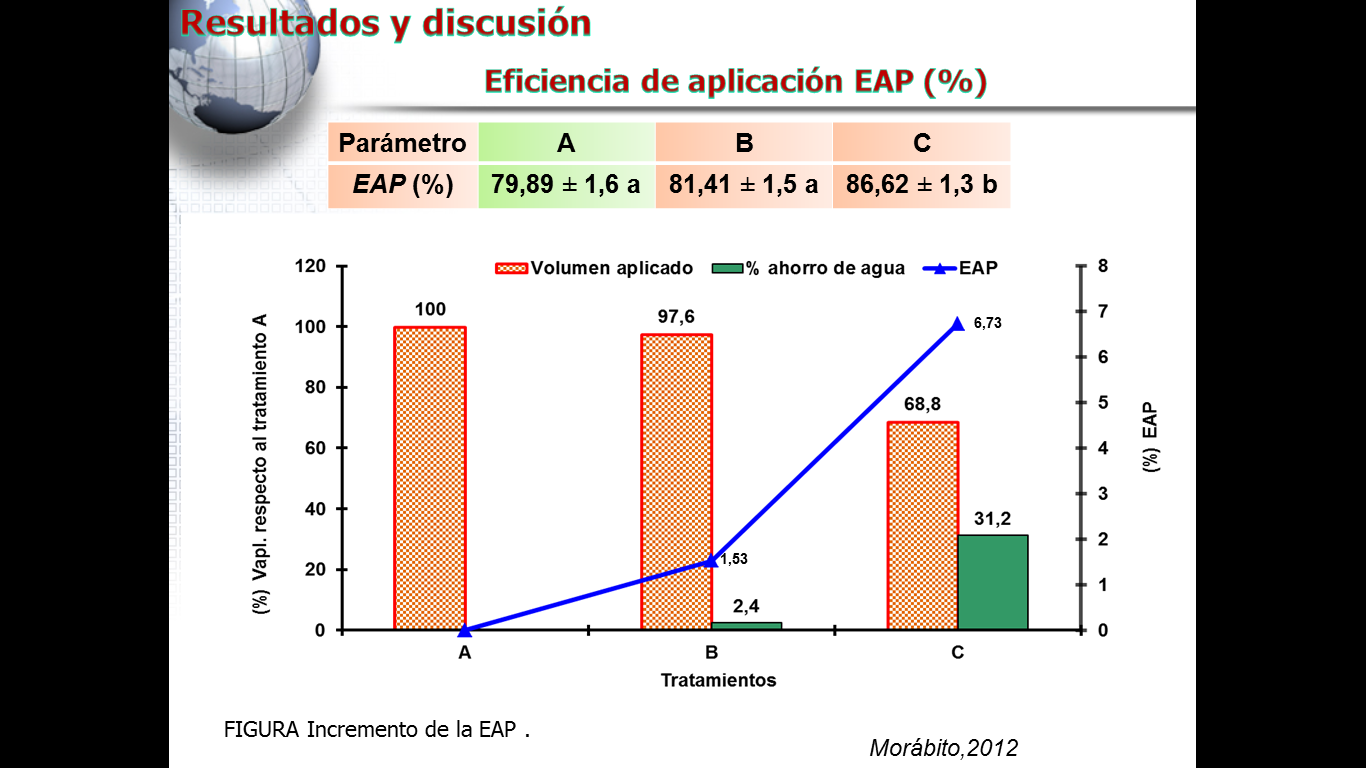 Resultados y discusión
Eficiencia de aplicación EAP (%)
Parámetro A B C
EAP (%) 79,89 ± 1,6 a 81,41 ± 1,5 a 86,62 ± 1,3 b
Volumen aplicado % ahorro de agua EAP
(%) Vapl. respecto al tratamiento A
120
100
80
60
40
20
0
100
97,6
2,4
1,53
68,8
31,2
6,73
8
7
6
5
4
3
2
1
0
(%) EAP
A B C
Tratamientos
FIGURA Incremento de la EAP .
Morábito,2012